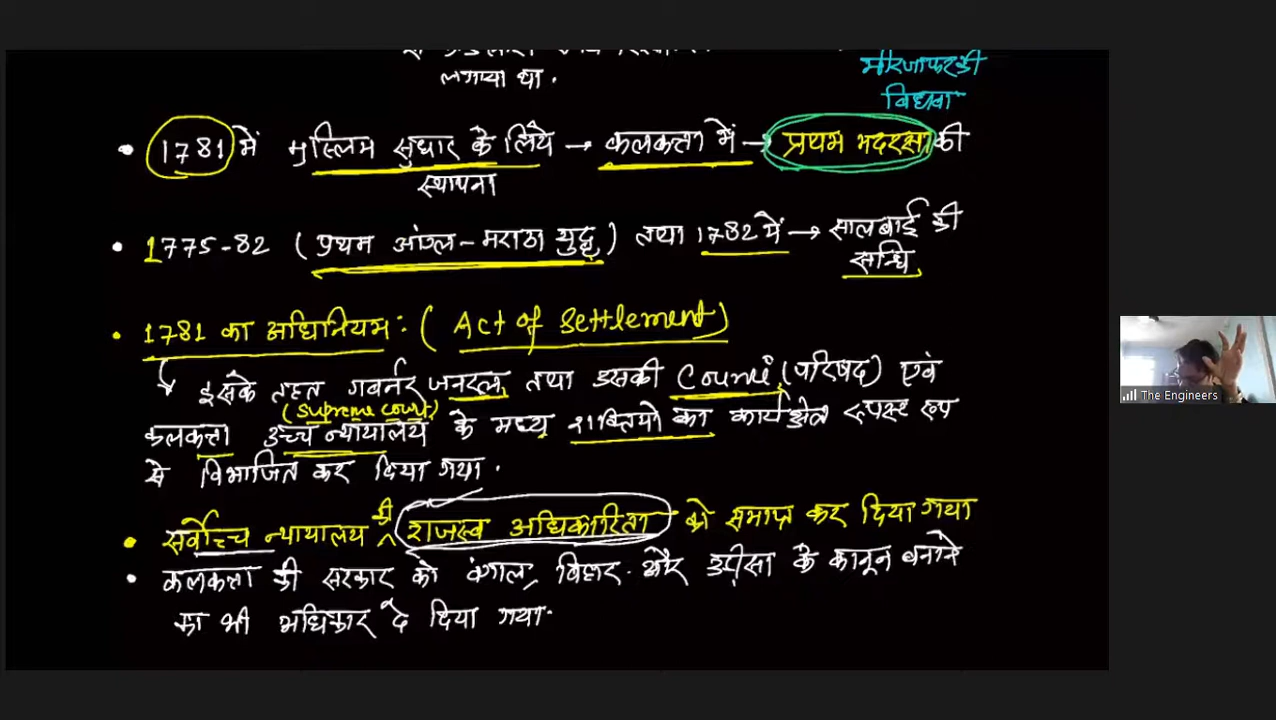 लगाया था.
मीरजाफर की
विधवा
• 1781 में मुस्लिम सुधार के लिये → कलकत्ता में → प्रथम मदरसा की
स्थापना
• 1775-82 (प्रथम आंग्ल-मराठा युद्ध) तथा 1782 में → सालबाई की
सन्धि
• 1781 का अधिनियम: (Act of Settlement)
↳ इसके तहत गवर्नर जनरल तथा उसकी Council (परिषद) एवं
(Supreme court)
कलकत्ता उच्च न्यायालय के मध्य शाक्तियो का कार्यक्षेत्र स्पस्ट रूप
से विभाजित कर दिया गया.
• सर्वोच्च न्यायालय की राजस्व अधिकारिता को समाप्त कर दिया गया
• कलकत्ता की सरकार को बंगाल, बिहार. और उड़ीसा के कानून बनाने
का भी अधिकार दे दिया गया.
The Engineers